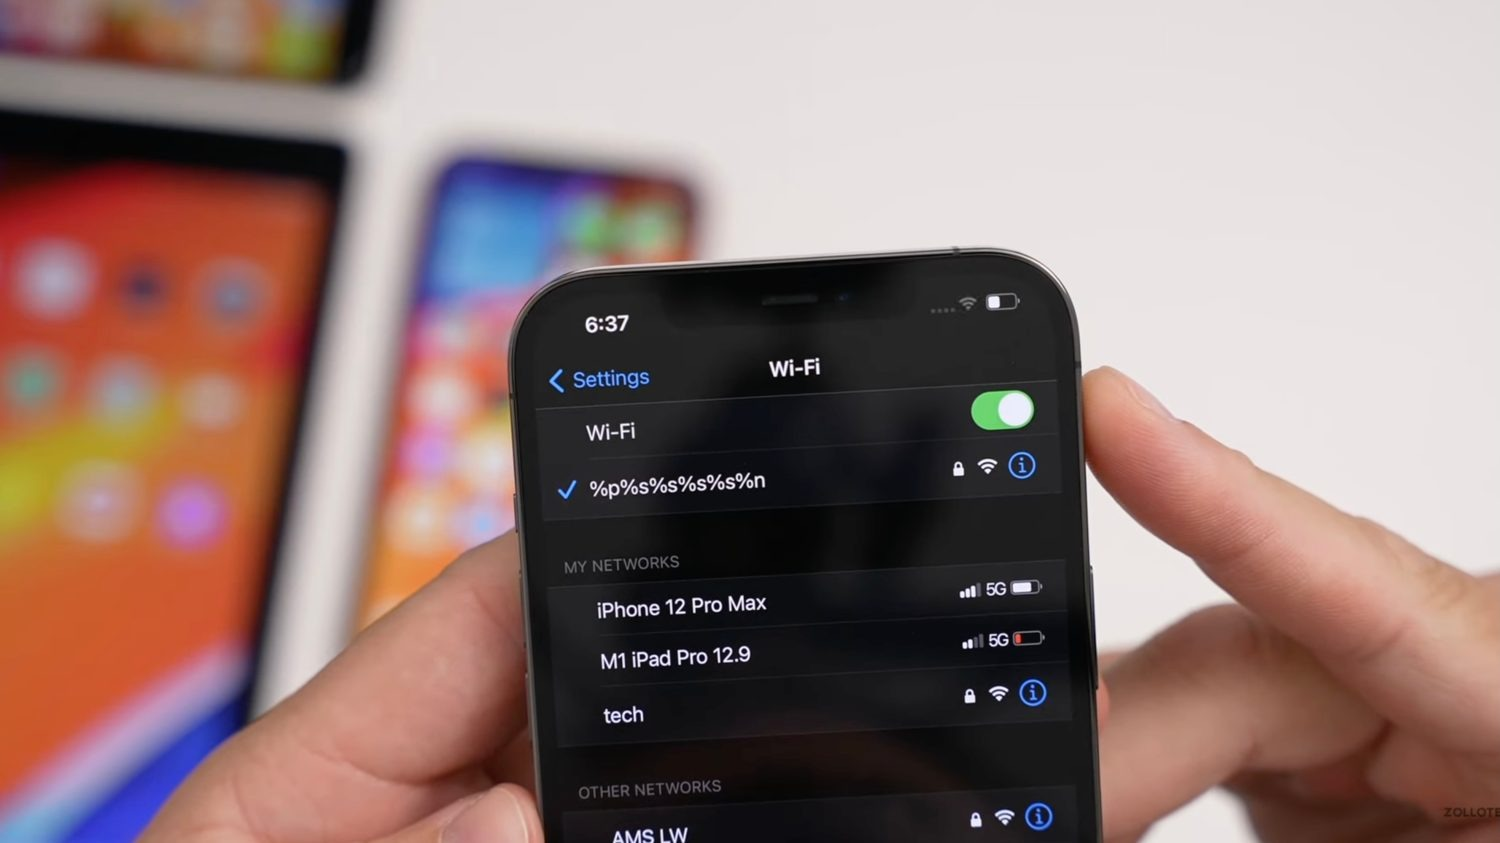 6:37
Settings
Wi-Fi
Wi-Fi
%p%s%s%s%s%n
MY NETWORKS
iPhone 12 Pro Max
5G
M1 iPad Pro 12.9
5G
tech
OTHER NETWORKS
AMS LW
ZOLLOTE